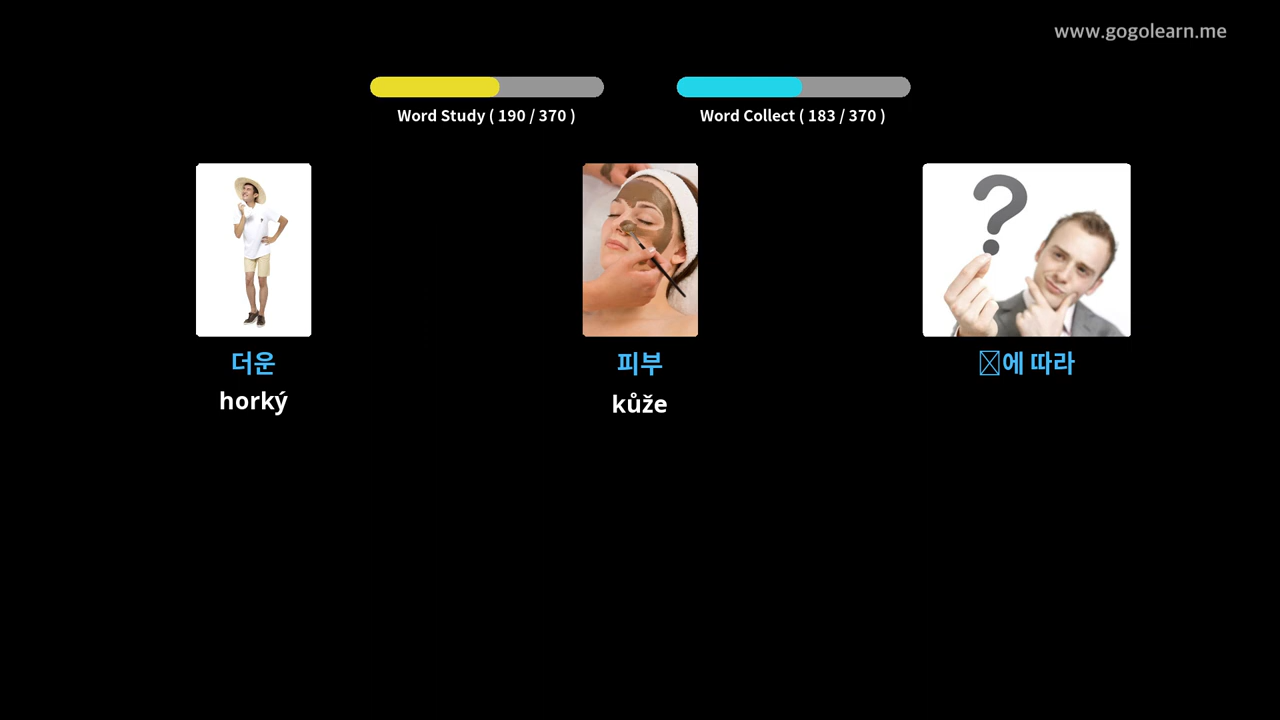 www.gogolearn.me
Word Study ( 190 / 370 )
Word Collect ( 183 / 370 )
더운
피부
에 따라
horký
kůže